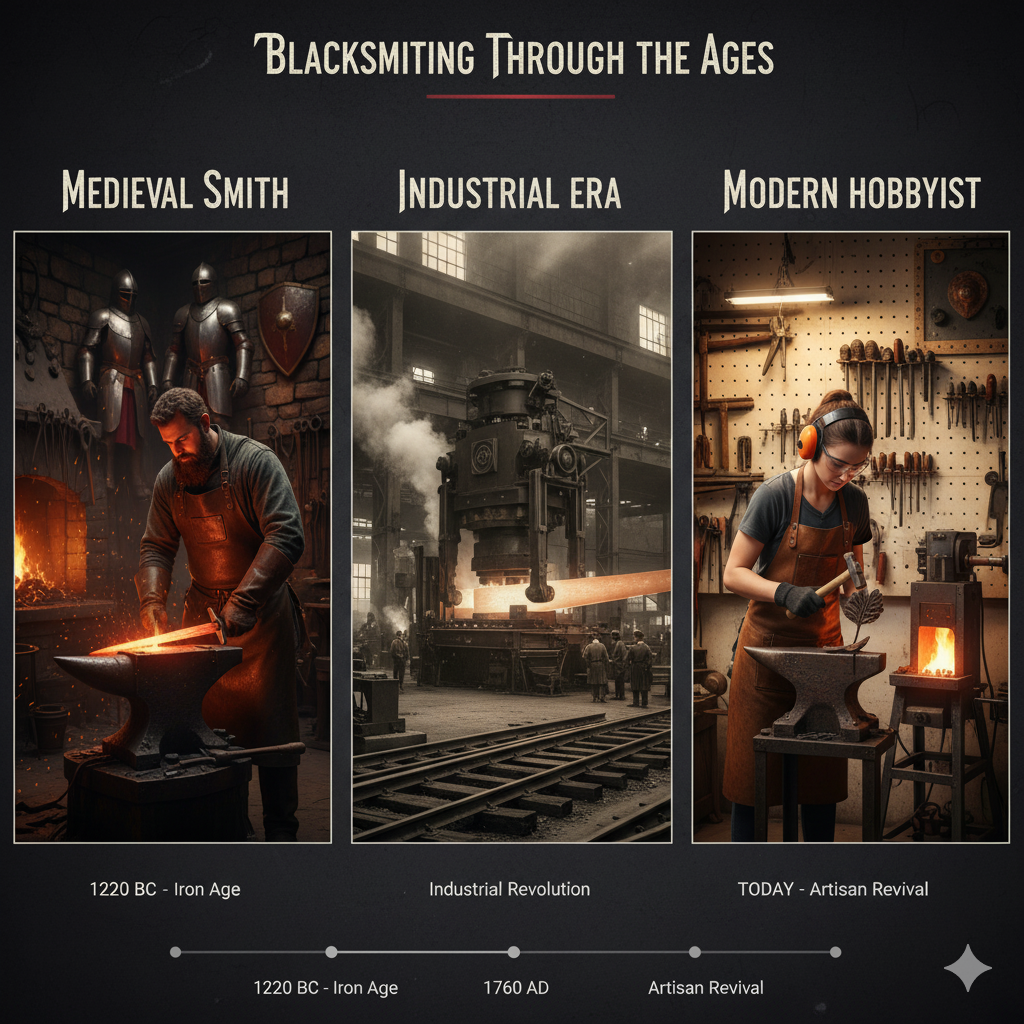 BLACKSMITING THROUGH THE AGES
MEDIEVAL SMITH
INDUSTRIAL ERA
MODERN HOBBYIST
1220 BC - Iron Age
Industrial Revolution
TODAY - Artisan Revival
1220 BC - Iron Age
1760 AD
Artisan Revival